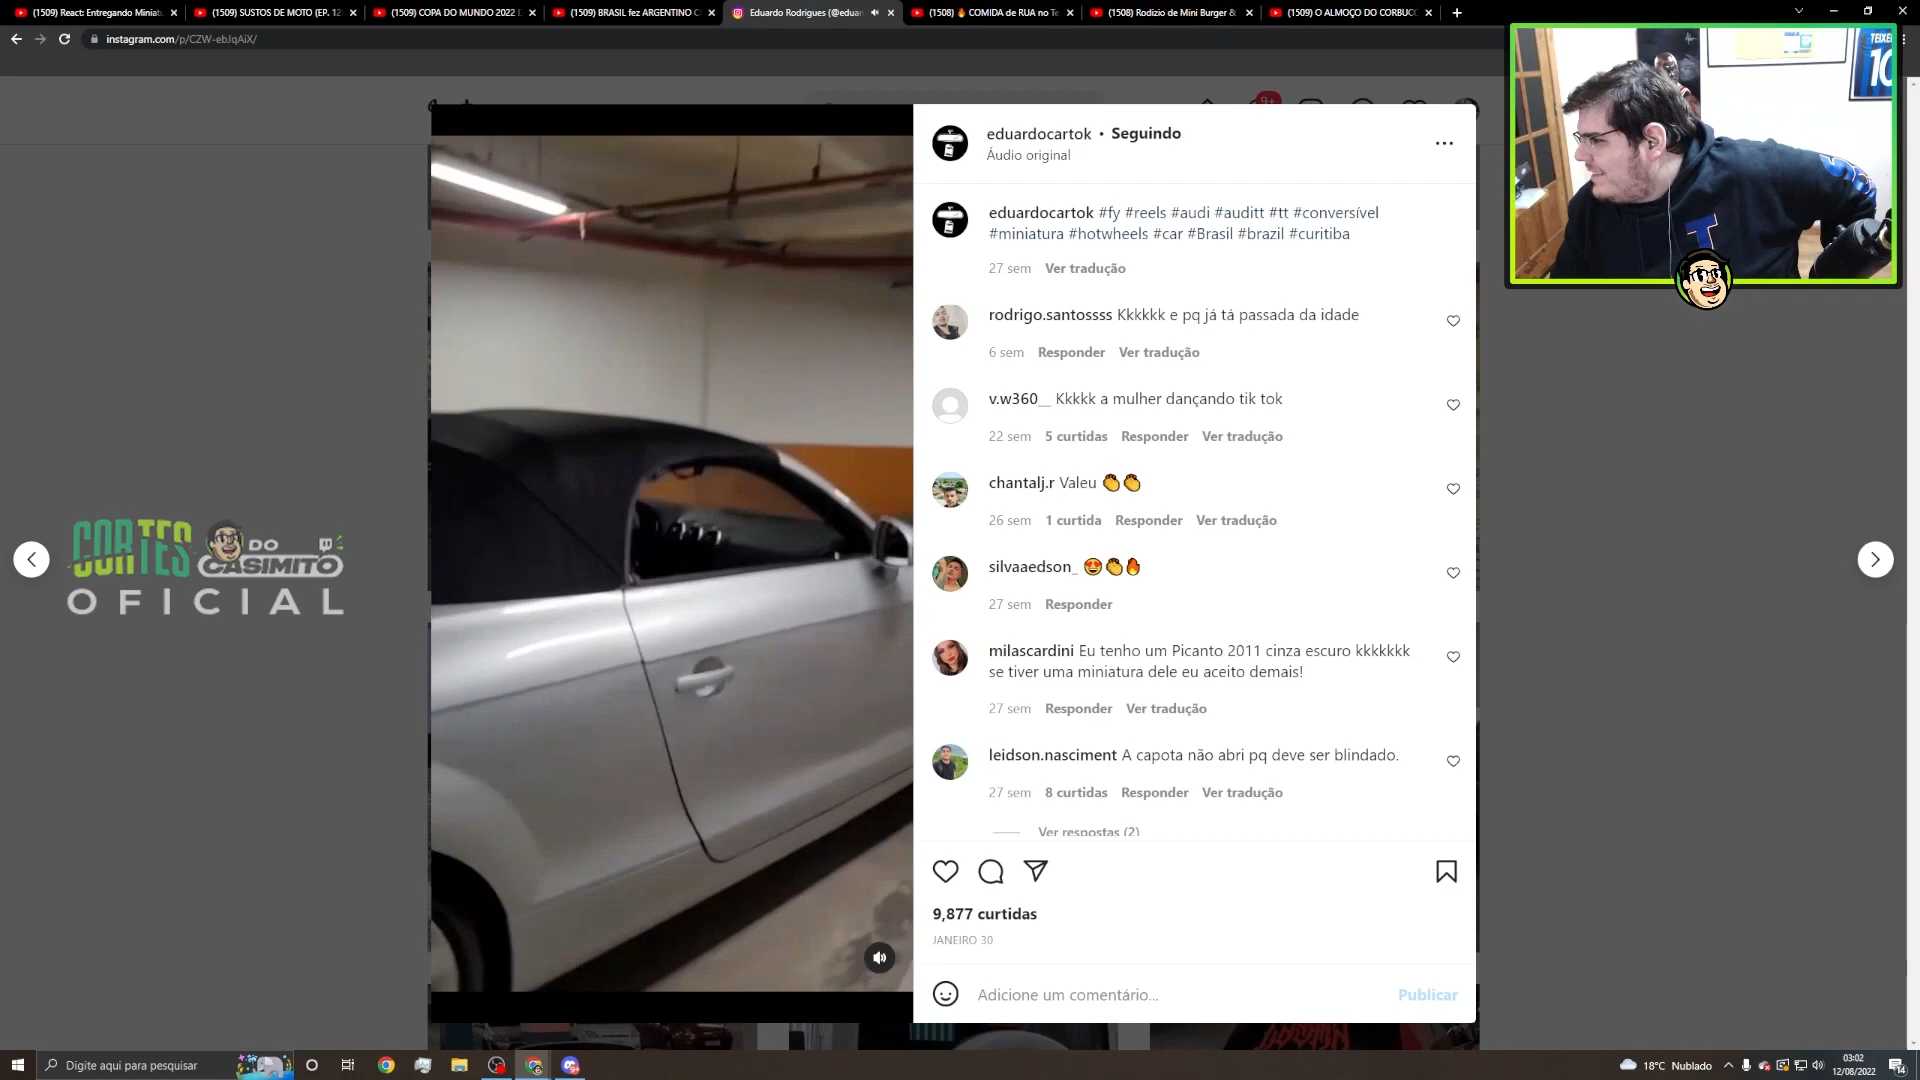 (1509) React: Entregando Miniatu
(1509) SUSTOS DE MOTO (EP. 12
(1509) COPA DO MUNDO 2022
(1509) BRASIL fez ARGENTINO C
Eduardo Rodrigues (@eduar
(1508) 🔥 COMIDA de RUA no Te
(1508) Rodízio de Mini Burger &
(1509) O ALMOÇO DO CORBUCC
instagram.com/p/CZW-ebJqAiX/
TEIXE
10
9+
eduardocartok • Seguindo
Áudio original
eduardocartok #fy #reels #audi #auditt #tt #conversível
#miniatura #hotwheels #car #Brasil #brazil #curitiba
27 sem Ver tradução
rodrigo.santossss Kkkkkk e pq já tá passada da idade
6 sem Responder Ver tradução
v.w360__ Kkkkk a mulher dançando tik tok
22 sem 5 curtidas Responder Ver tradução
chantalj.r Valeu 👏👏
26 sem 1 curtida Responder Ver tradução
silvaaedson_ 😍👏🔥
27 sem Responder
milascardini Eu tenho um Picanto 2011 cinza escuro kkkkkkk
se tiver uma miniatura dele eu aceito demais!
27 sem Responder Ver tradução
leidson.nasciment A capota não abri pq deve ser blindado.
27 sem 8 curtidas Responder Ver tradução
Ver respostas (2)
9,877 curtidas
JANEIRO 30
Adicione um comentário... Publicar
CORTES DO
CASIMITO
OFICIAL
T
Digite aqui para pesquisar
18°C Nublado
03:02
12/08/2022
14